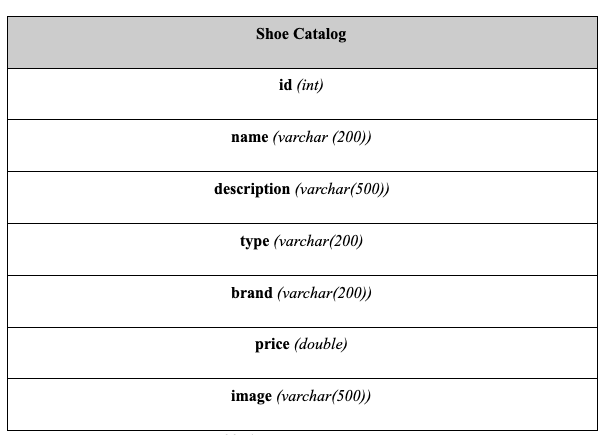 Shoe Catalog
id (int)
name (varchar (200))
description (varchar(500))
type (varchar(200)
brand (varchar(200))
price (double)
image (varchar(500))